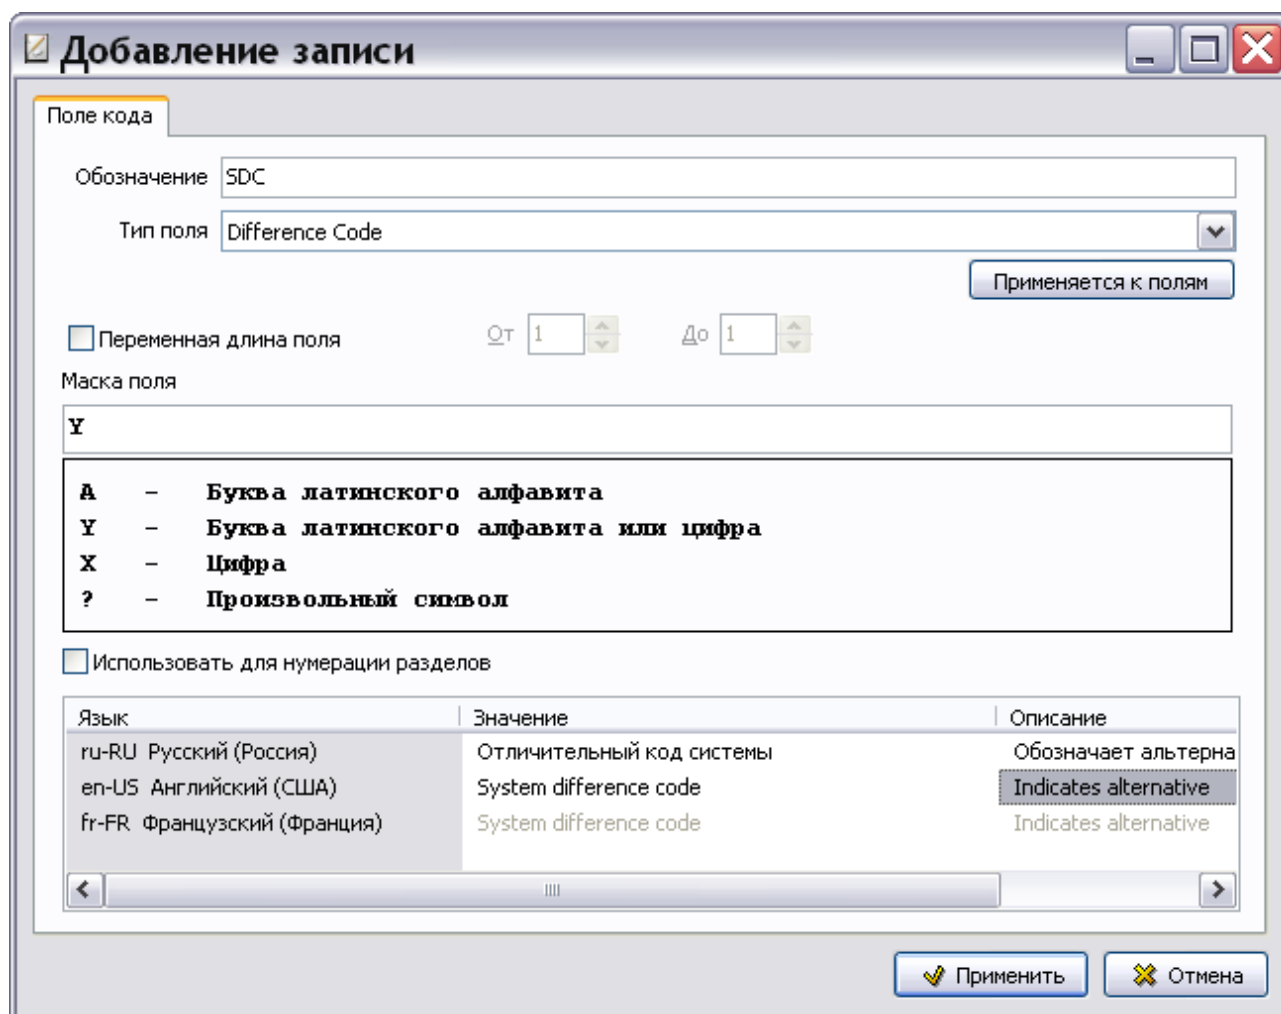 Добавление записи
Поле кода
Обозначение SDC
Тип поля Difference Code
Применяется к полям
Переменная длина поля От 1 До 1
Маска поля
Y
A – Буква латинского алфавита
Y – Буква латинского алфавита или цифра
X – Цифра
? – Произвольный символ
Использовать для нумерации разделов
Язык Значение Описание
ru-RU Русский (Россия) Отличительный код системы Обозначает альтерна
en-US Английский (США) System difference code Indicates alternative
fr-FR Французский (Франция) System difference code Indicates alternative
Применить Отмена